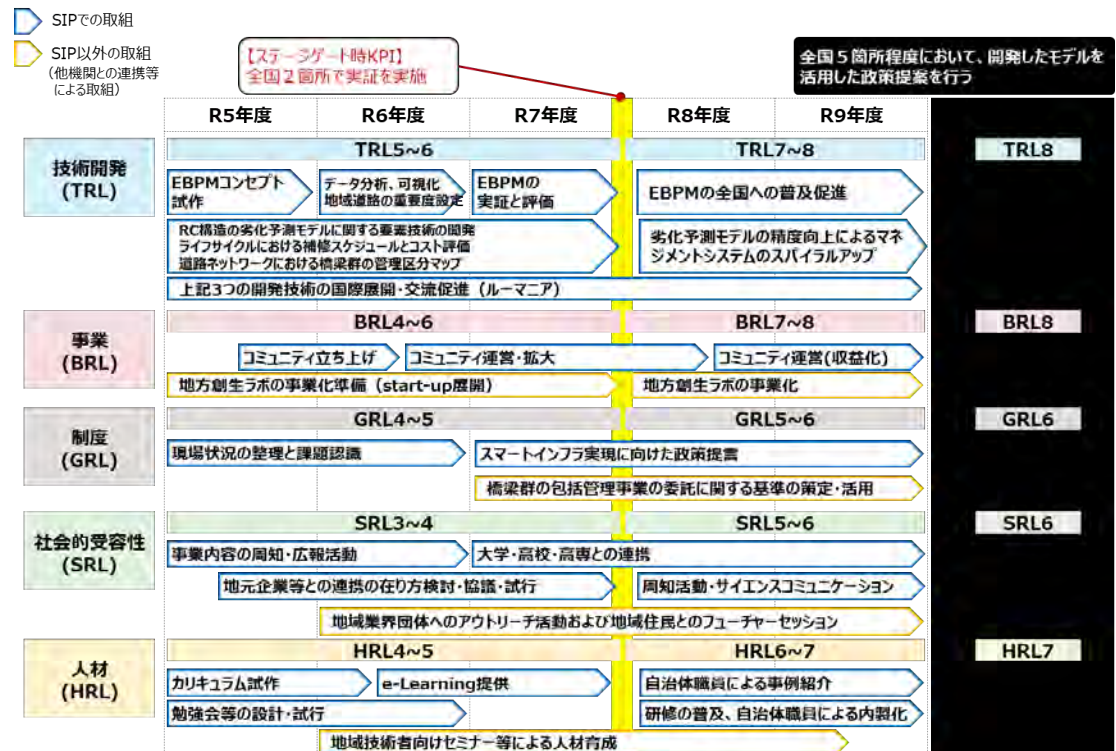 SIPでの取組
SIP以外の取組
(他機関との連携等
による取組)
【ステージゲート時KPI】
全国2箇所で実証を実施
全国5箇所程度において、開発したモデルを
活用した政策提案を行う
R5年度
R6年度
R7年度
R8年度
R9年度
技術開発
(TRL)
TRL5~6
TRL7~8
TRL8
EBPMコンセプト
試作
データ分析、可視化
地域道路の重要度設定
EBPMの
実証と評価
EBPMの全国への普及促進
RC構造の劣化予測モデルに関する要素技術の開発
ライフサイクルにおける補修スケジュールとコスト評価
道路ネットワークにおける橋梁群の管理区分マップ
劣化予測モデルの精度向上によるマネ
ジメントシステムのスパイラルアップ
上記3つの開発技術の国際展開・交流促進（ルーマニア）
事業
(BRL)
BRL4~6
BRL7~8
BRL8
コミュニティ立ち上げ
コミュニティ運営・拡大
コミュニティ運営(収益化)
地方創生ラボの事業化準備（start-up展開）
地方創生ラボの事業化
制度
(GRL)
GRL4~5
GRL5~6
GRL6
現場状況の整理と課題認識
スマートインフラ実現に向けた政策提言
橋梁群の包括管理事業の委託に関する基準の策定・活用
社会的受容性
(SRL)
SRL3~4
SRL5~6
SRL6
事業内容の周知・広報活動
大学・高校・高専との連携
地元企業等との連携の在り方検討・協議・試行
周知活動・サイエンスコミュニケーション
地域業界団体へのアウトリーチ活動および地域住民とのフューチャーセッション
人材
(HRL)
HRL4~5
HRL6~7
HRL7
カリキュラム試作
e-Learning提供
自治体職員による事例紹介
勉強会等の設計・試行
研修の普及、自治体職員による内製化
地域技術者向けセミナー等による人材育成